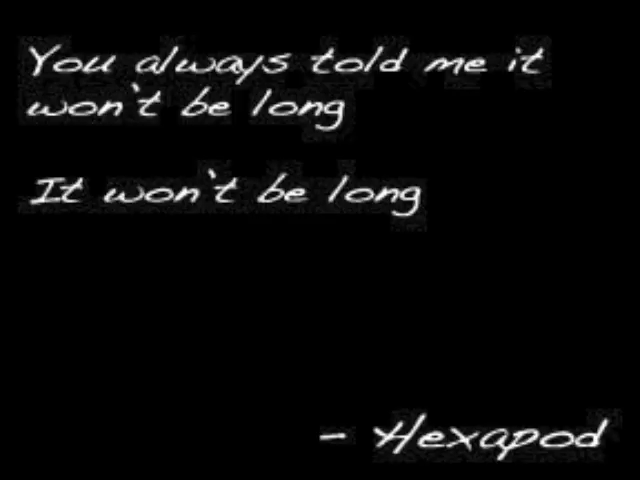 You always told me it
won't be long
It won't be long
- Hexapod